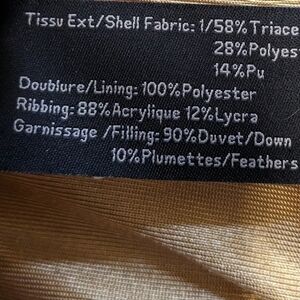 Tissu Ext/Shell Fabric: 1/58% Triace
28% Polyes
14% Pu
Doublure/Lining: 100% Polyester
Ribbing: 88% Acrylique 12% Lycra
Garnissage /Filling: 90% Duvet/Down
10% Plumettes/Feathers